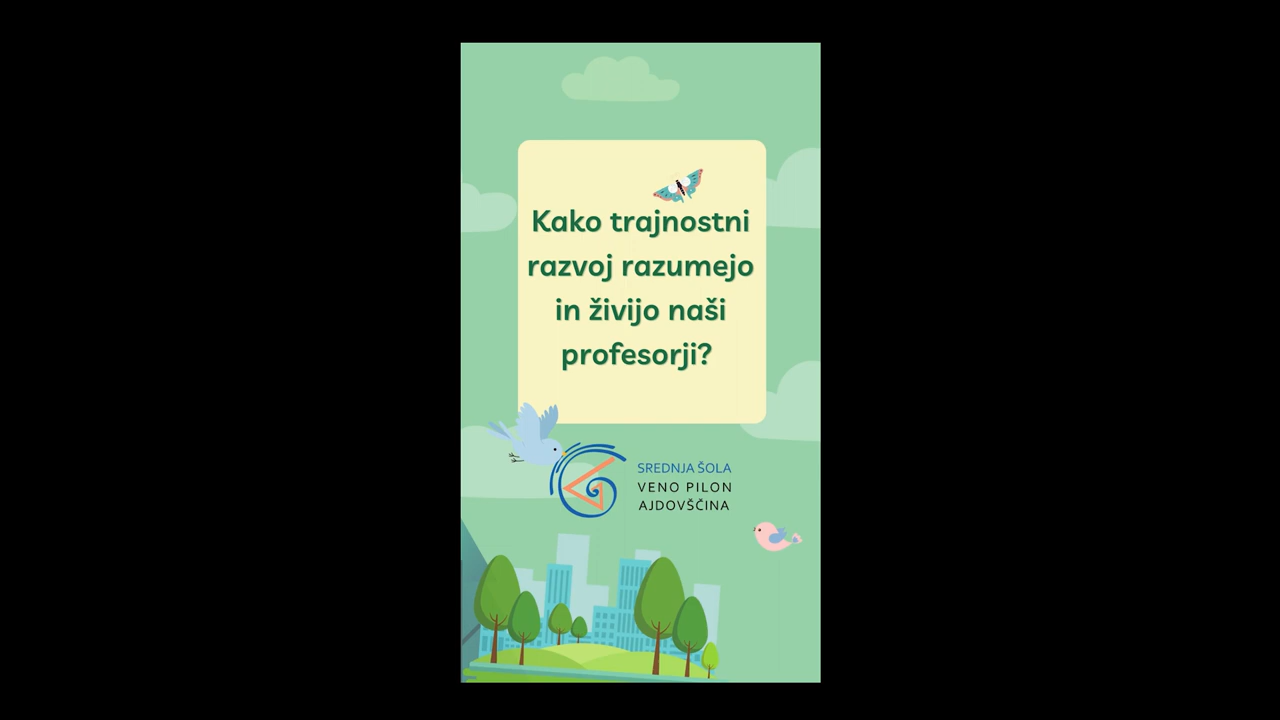 Kako trajnostni
razvoj razumejo
in živijo naši
profesorji?
SREDNJA ŠOLA
VENO PILON
AJDOVŠČINA